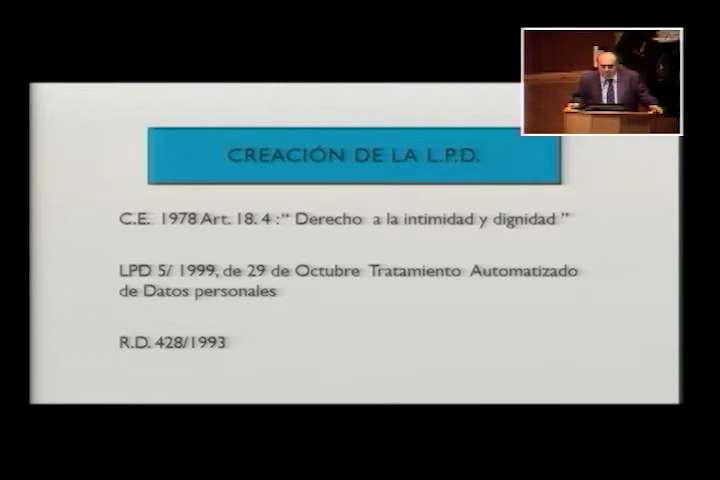 CREACIÓN DE LA L.P.D.
C.E. 1978 Art. 18. 4 :“ Derecho a la intimidad y dignidad ”
LPD 5/ 1999, de 29 de Octubre Tratamiento Automatizado
de Datos personales
R.D. 428/1993